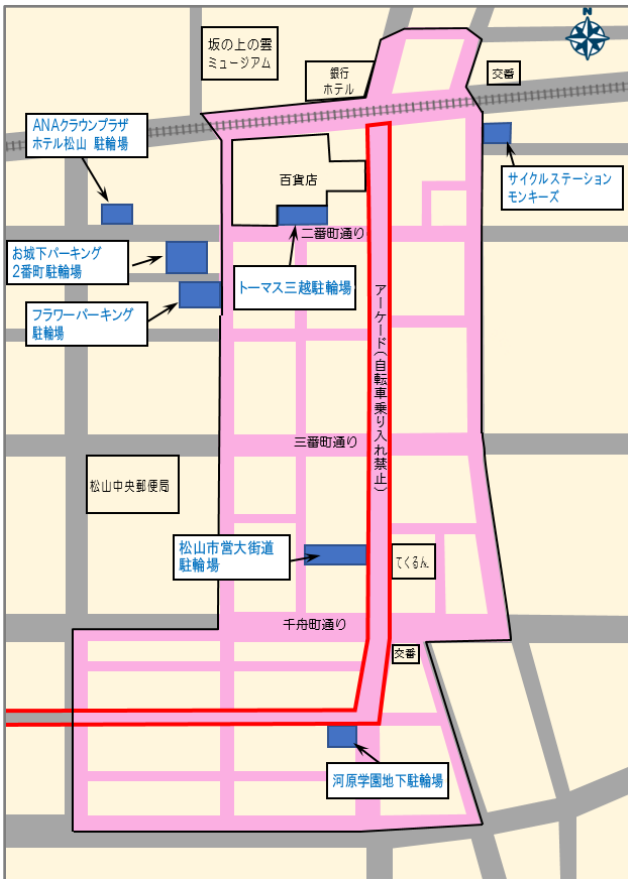 N
坂の上の雲
ミュージアム
銀行
ホテル
交番
ANAクラウンプラザ
ホテル松山 駐輪場
百貨店
サイクルステーション
モンキーズ
二番町通り
お城下パーキング
2番町駐輪場
トーマス三越駐輪場
フラワーパーキング
駐輪場
アーケード(自転車乗り入れ禁止)
三番町通り
松山中央郵便局
松山市営大街道
駐輪場
てくるん
千舟町通り
交番
河原学園地下駐輪場